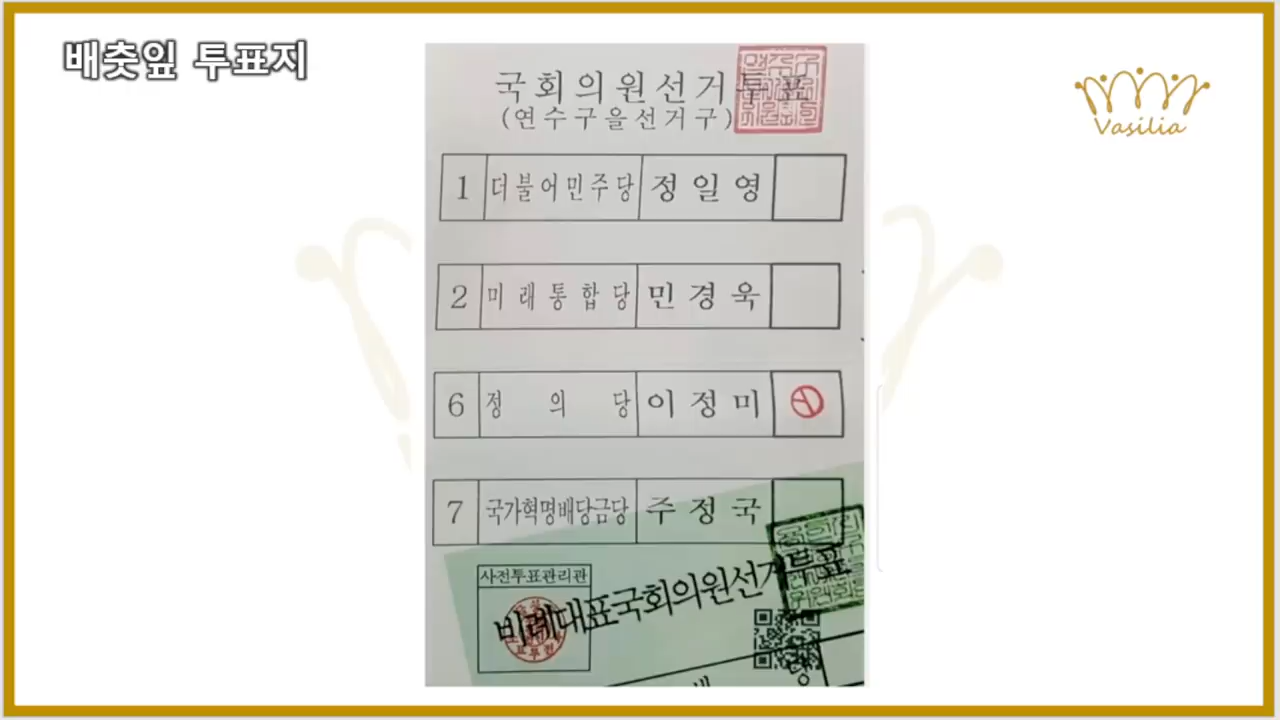 배춧잎 투표지
Vasilia
국회의원선거투표
(연수구을선거구)
1 더불어민주당 정일영
2 미래통합당 민경욱
6 정의당 이정미
7 국가혁명배당금당 주정국
사전투표관리관
비례대표국회의원선거투표